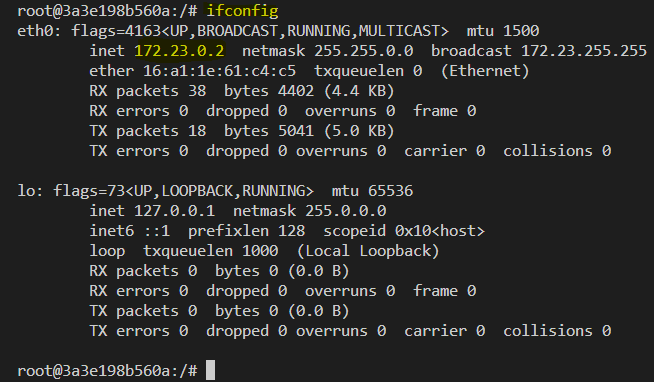 root@3a3e198b560a:/# ifconfig
eth0: flags=4163<UP,BROADCAST,RUNNING,MULTICAST>  mtu 1500
        inet 172.23.0.2  netmask 255.255.0.0  broadcast 172.23.255.255
        ether 16:a1:1e:61:c4:c5  txqueuelen 0  (Ethernet)
        RX packets 38  bytes 4402 (4.4 KB)
        RX errors 0  dropped 0  overruns 0  frame 0
        TX packets 18  bytes 5041 (5.0 KB)
        TX errors 0  dropped 0 overruns 0  carrier 0  collisions 0

lo: flags=73<UP,LOOPBACK,RUNNING>  mtu 65536
        inet 127.0.0.1  netmask 255.0.0.0
        inet6 ::1  prefixlen 128  scopeid 0x10<host>
        loop  txqueuelen 1000  (Local Loopback)
        RX packets 0  bytes 0 (0.0 B)
        RX errors 0  dropped 0  overruns 0  frame 0
        TX packets 0  bytes 0 (0.0 B)
        TX errors 0  dropped 0 overruns 0  carrier 0  collisions 0

root@3a3e198b560a:/#